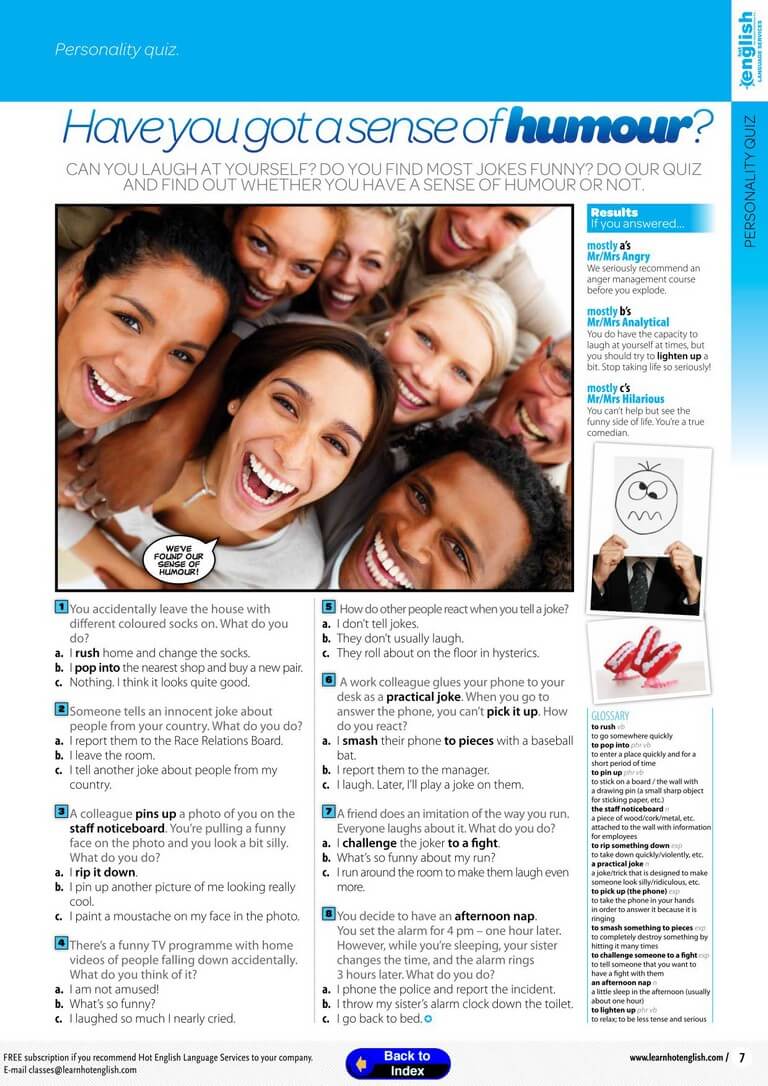 Personality quiz.
hot
english
LANGUAGE SERVICES
PERSONALITY QUIZ
Have you got a sense of humour?
CAN YOU LAUGH AT YOURSELF? DO YOU FIND MOST JOKES FUNNY? DO OUR QUIZ
AND FIND OUT WHETHER YOU HAVE A SENSE OF HUMOUR OR NOT.
WE'VE
FOUND OUR
SENSE OF
HUMOUR!
1 You accidentally leave the house with
different coloured socks on. What do you
do?
a. I rush home and change the socks.
b. I pop into the nearest shop and buy a new pair.
c. Nothing. I think it looks quite good.
2 Someone tells an innocent joke about
people from your country. What do you do?
a. I report them to the Race Relations Board.
b. I leave the room.
c. I tell another joke about people from my
country.
3 A colleague pins up a photo of you on the
staff noticeboard. You're pulling a funny
face on the photo and you look a bit silly.
What do you do?
a. I rip it down.
b. I pin up another picture of me looking really
cool.
c. I paint a moustache on my face in the photo.
4 There's a funny TV programme with home
videos of people falling down accidentally.
What do you think of it?
a. I am not amused!
b. What's so funny?
c. I laughed so much I nearly cried.
5 How do other people react when you tell a joke?
a. I don't tell jokes.
b. They don't usually laugh.
c. They roll about on the floor in hysterics.
6 A work colleague glues your phone to your
desk as a practical joke. When you go to
answer the phone, you can't pick it up. How
do you react?
a. I smash their phone to pieces with a baseball
bat.
b. I report them to the manager.
c. I laugh. Later, I'll play a joke on them.
7 A friend does an imitation of the way you run.
Everyone laughs about it. What do you do?
a. I challenge the joker to a fight.
b. What's so funny about my run?
c. I run around the room to make them laugh even
more.
8 You decide to have an afternoon nap.
You set the alarm for 4 pm – one hour later.
However, while you're sleeping, your sister
changes the time, and the alarm rings
3 hours later. What do you do?
a. I phone the police and report the incident.
b. I throw my sister's alarm clock down the toilet.
c. I go back to bed.
Results
If you answered...
mostly a's
Mr/Mrs Angry
We seriously recommend an
anger management course
before you explode.
mostly b's
Mr/Mrs Analytical
You do have the capacity to
laugh at yourself at times, but
you should try to lighten up a
bit. Stop taking life so seriously!
mostly c's
Mr/Mrs Hilarious
You can't help but see the
funny side of life. You're a true
comedian.
GLOSSARY
to rush vb
to go somewhere quickly
to pop into phr vb
to enter a place quickly and for a
short period of time
to pin up phr vb
to stick on a board / the wall with
a drawing pin (a small sharp object
for sticking paper, etc.)
the staff noticeboard n
a piece of wood/cork/metal, etc.
attached to the wall with information
for employees
to rip something down exp
to take down quickly/violently, etc.
a practical joke n
a joke/trick that is designed to make
someone look silly/ridiculous, etc.
to pick up (the phone) exp
to take the phone in your hands
in order to answer it because it is
ringing
to smash something to pieces exp
to completely destroy something by
hitting it many times
to challenge someone to a fight exp
to tell someone that you want to
have a fight with them
an afternoon nap n
a little sleep in the afternoon (usually
about one hour)
to lighten up phr vb
to relax; to be less tense and serious
FREE subscription if you recommend Hot English Language Services to your company.
E-mail classes@learnhotenglish.com
Back to
Index
www.learnhotenglish.com / 7